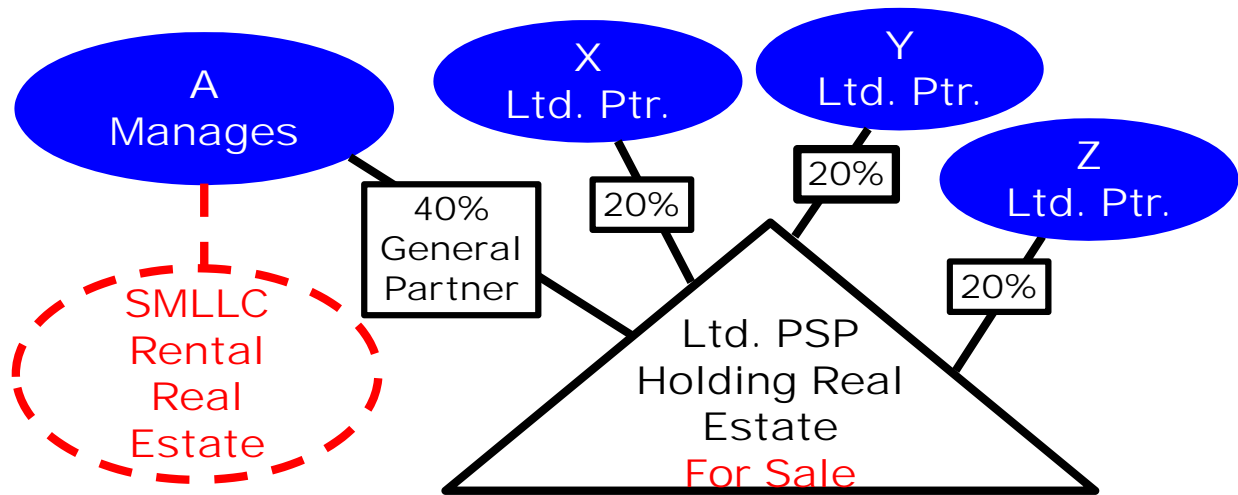 A
Manages
X
Ltd. Ptr.
Y
Ltd. Ptr.
Z
Ltd. Ptr.
40%
General
Partner
20%
20%
20%
SMLLC
Rental
Real
Estate
Ltd. PSP
Holding Real
Estate
For Sale